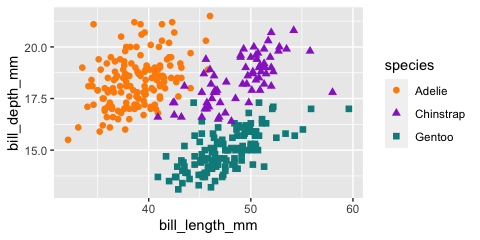 bill_depth_mm
20.0
17.5
15.0
40
50
60
bill_length_mm
species
Adelie
Chinstrap
Gentoo